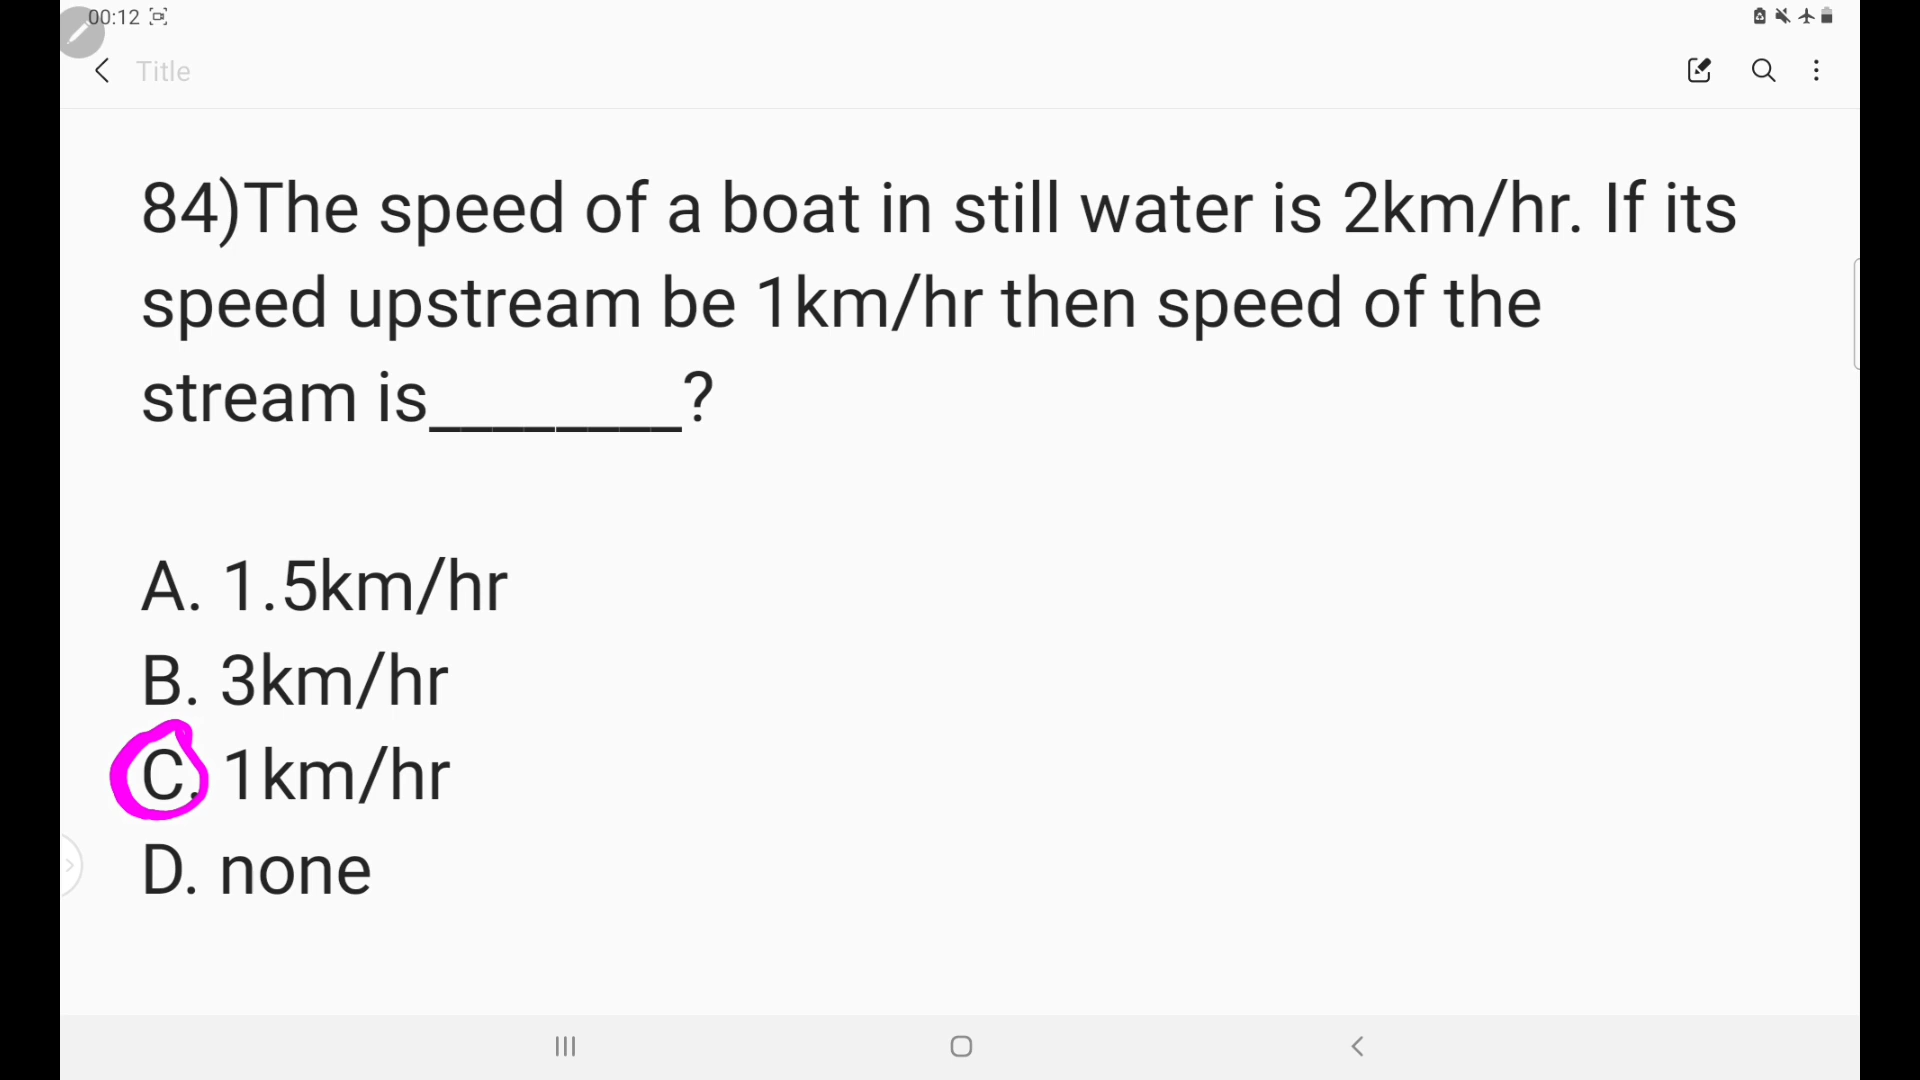 00:12
Title
84)The speed of a boat in still water is 2km/hr. If its
speed upstream be 1km/hr then speed of the
stream is________?
A. 1.5km/hr
B. 3km/hr
C. 1km/hr
D. none